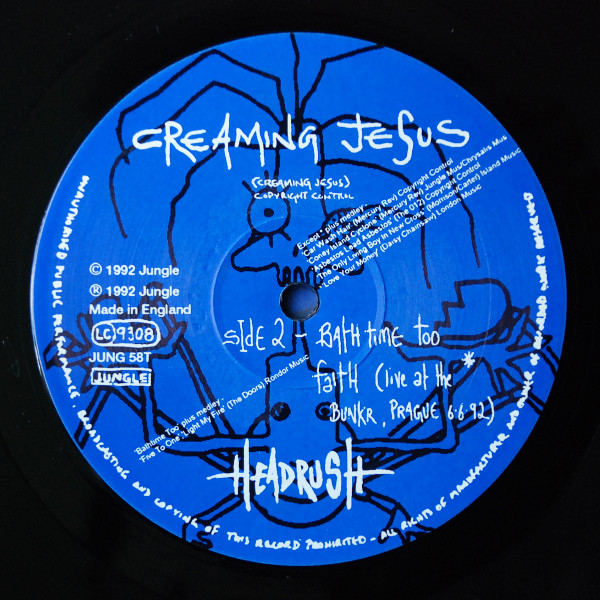 CREAMING JESUS
(CREAMING JESUS)
COPYRIGHT CONTROL
Except * plus medley -
'Car Wash Hair' (Mercury Rev) Copyright Control
'Coney Island Cyclone' (Mercury Rev) Jungle Mus/Chrysalis Mus
'Asbestos Lead Asbestos' (The 012) Copyright Control
'The Only Living Boy In New Cross' (Morrison/Carter) Island Music
'Love Your Money' (Daisy Chainsaw) London Music
© 1992 Jungle
® 1992 Jungle
Made in England
LC 9308
JUNG 58T
JUNGLE
SIDE 2 - BATHTIME TOO
FAITH (live at the *
BUNKR, PRAGUE 6·6·92)
'Bathtime Too' plus medley -
'Five To One', 'Light My Fire' (The Doors) Rondor Music
HEADRUSH
UNAUTHORISED PUBLIC PERFORMANCE BROADCASTING AND COPYING OF THIS RECORD PROHIBITED - ALL RIGHTS OF MANUFACTURER AND OWNER OF RECORDED WORK RESERVED